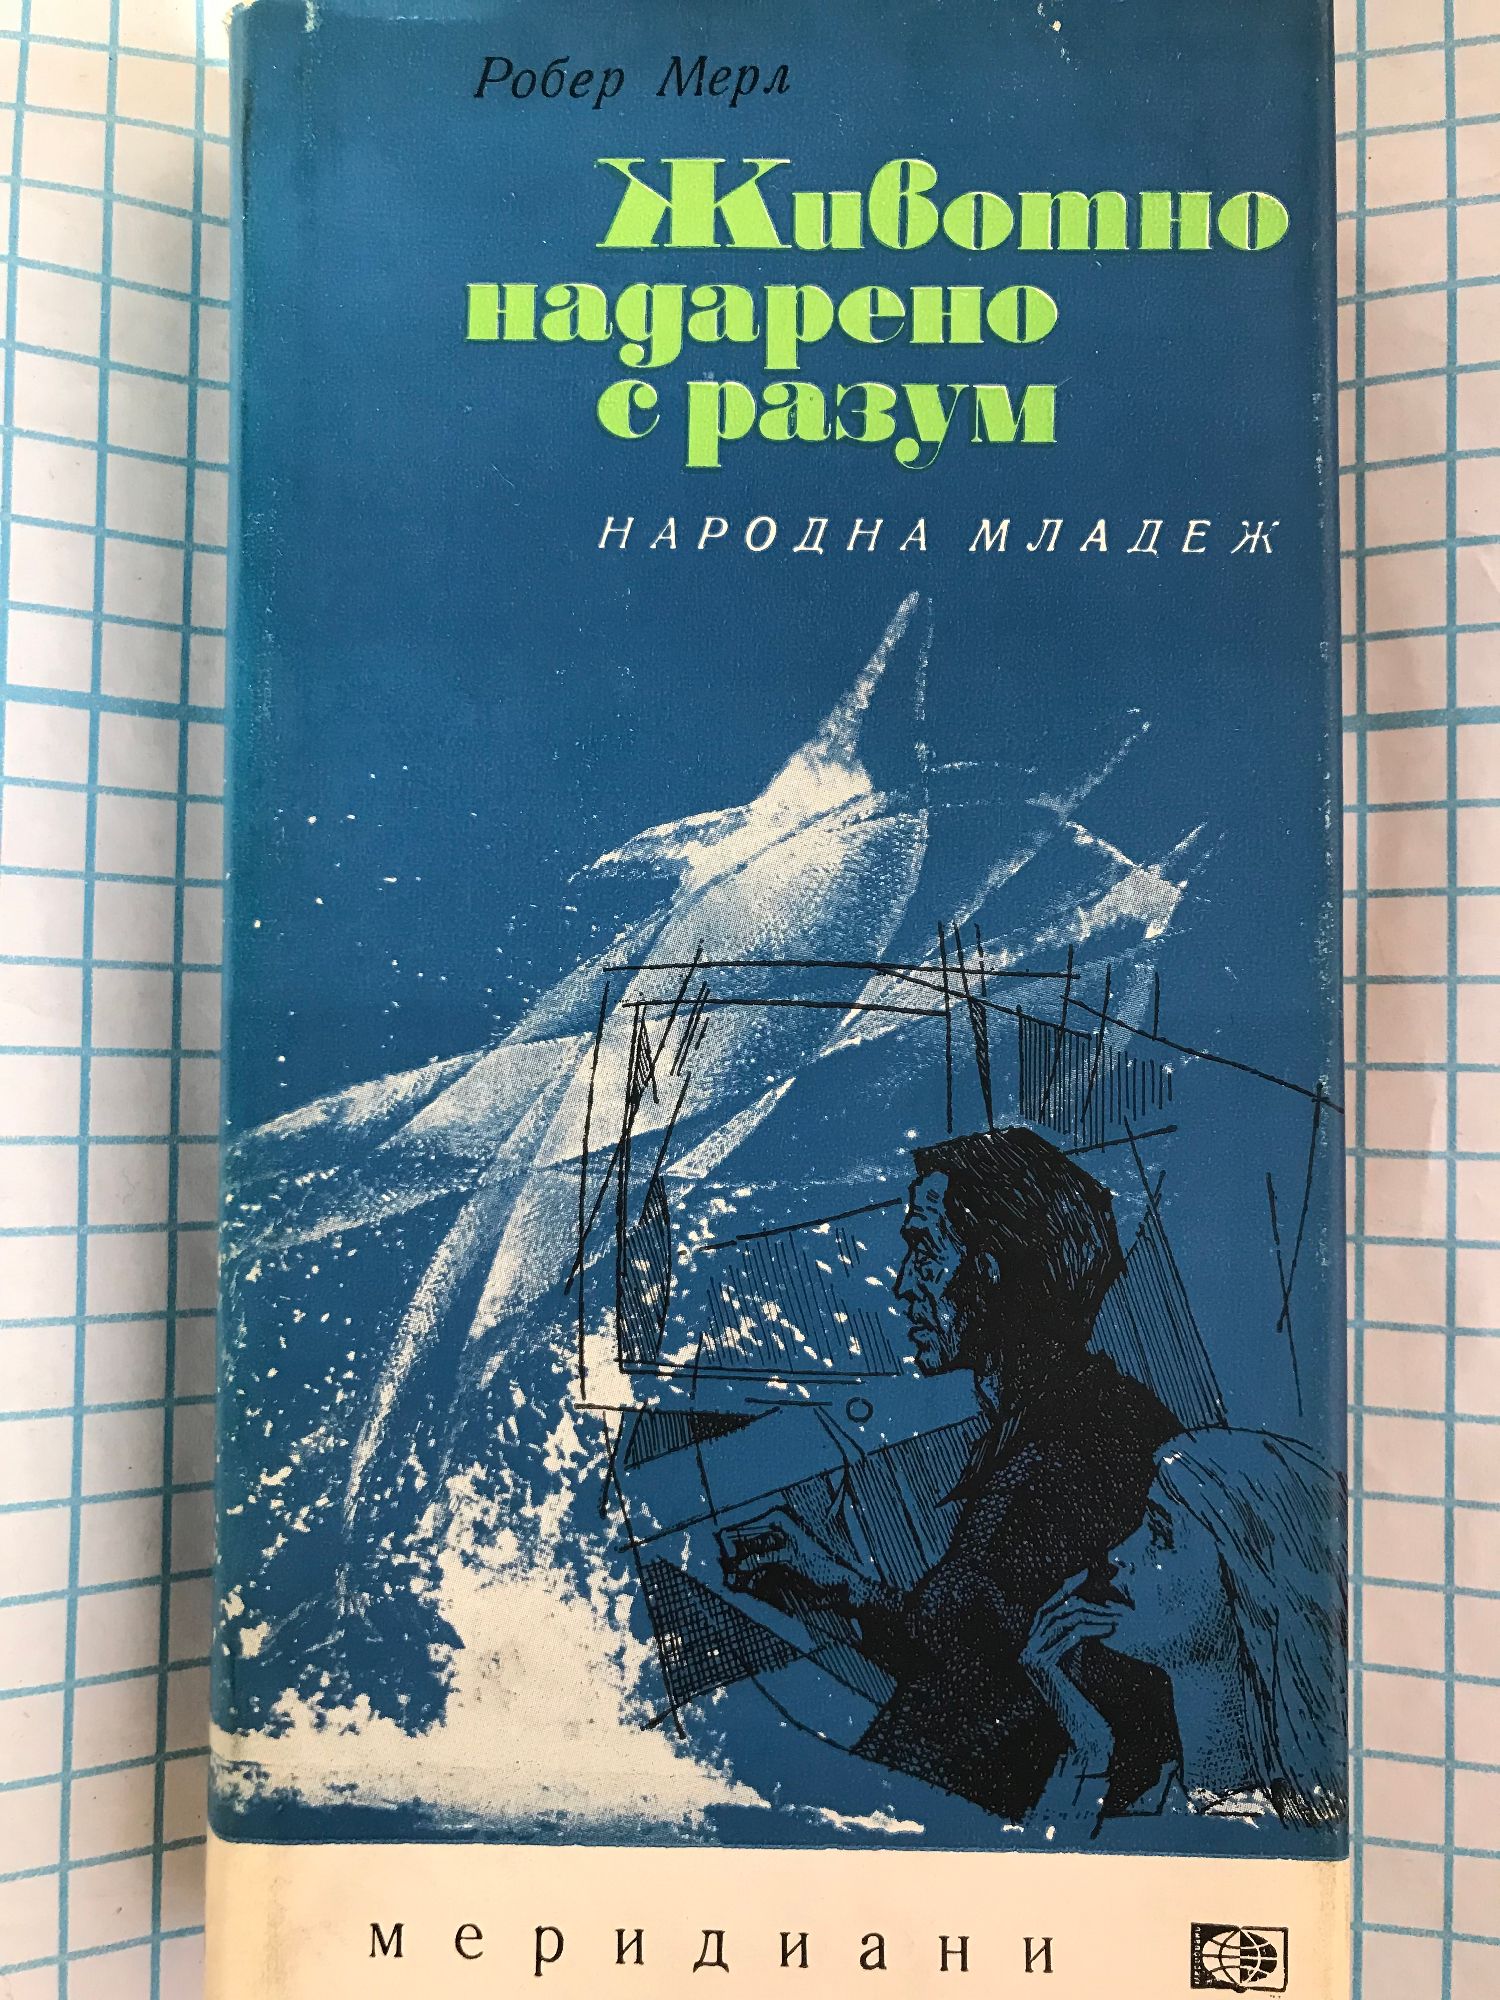 Робер Мерл
Животно
надарено
с разум
НАРОДНА МЛАДЕЖ
меридиани